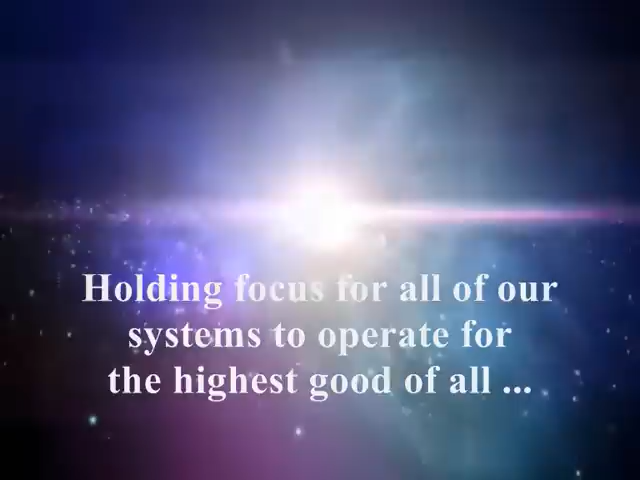 Holding focus for all of our
systems to operate for
the highest good of all ...